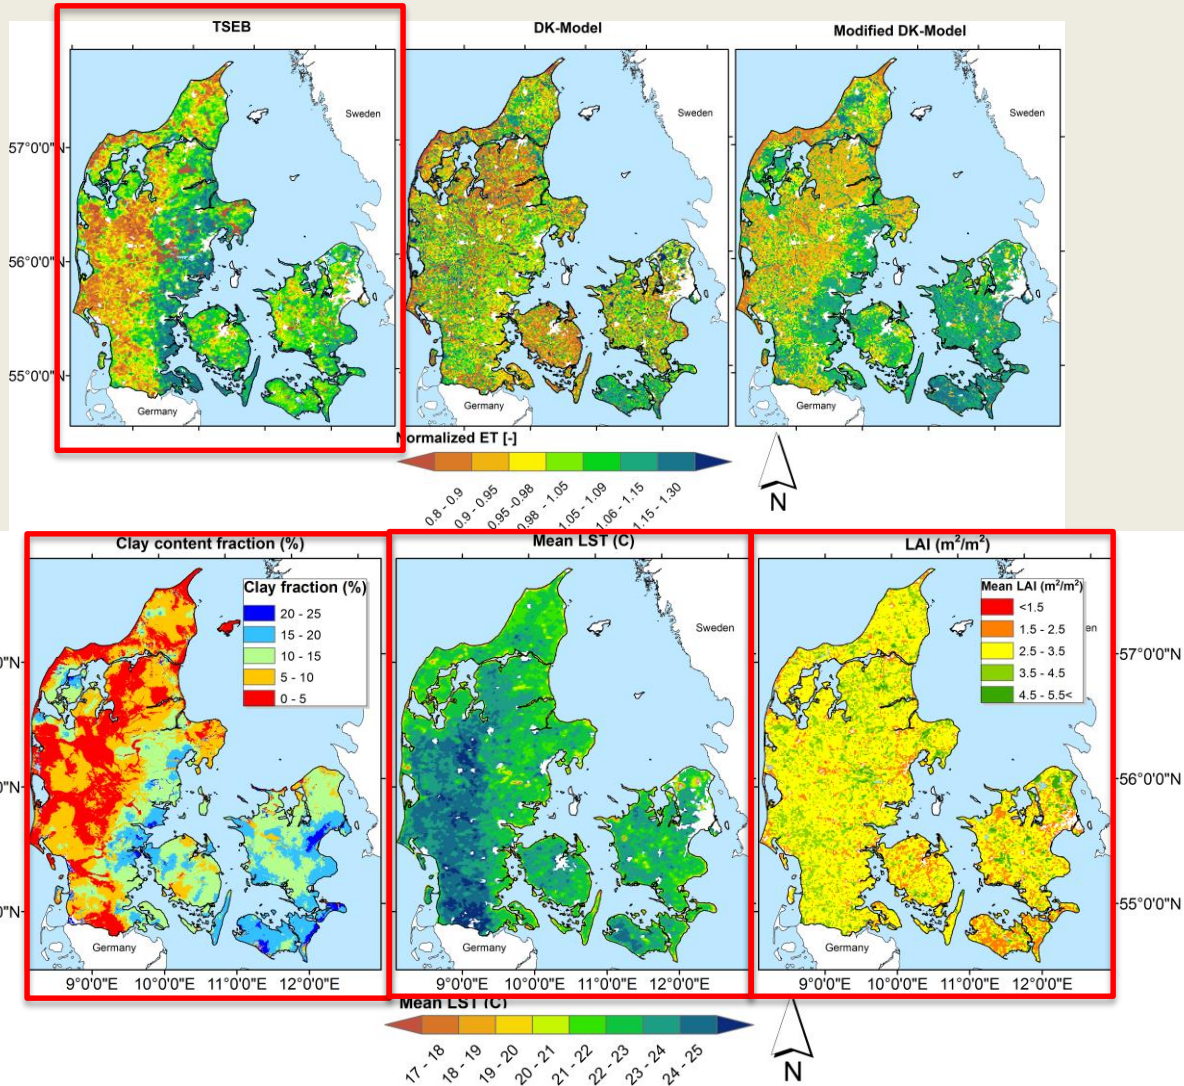 TSEB
DK-Model
Modified DK-Model
Sweden
Sweden
Sweden
57°0'0"N
56°0'0"N
55°0'0"N
Germany
Germany
Germany
Normalized ET [-]
0.8 - 0.9
0.9 - 0.95
0.95 -0.98
0.98 - 1.05
1.05 - 1.09
1.06 - 1.15
1.15 - 1.30
N
Clay content fraction (%)
Mean LST (C)
LAI (m²/m²)
Clay fraction (%)
20 - 25
15 - 20
10 - 15
5 - 10
0 - 5
Sweden
Mean LAI (m²/m²)
<1.5
1.5 - 2.5
2.5 - 3.5
3.5 - 4.5
4.5 - 5.5<
en
0"N
57°0'0"N
0"N
56°0'0"N
0"N
55°0'0"N
Germany
Germany
Germany
9°0'0"E 10°0'0"E 11°0'0"E 12°0'0"E
9°0'0"E 10°0'0"E 11°0'0"E 12°0'0"E
9°0'0"E 10°0'0"E 11°0'0"E 12°0'0"E
Mean LST (C)
17 - 18
18 - 19
19 - 20
20 - 21
21 - 22
22 - 23
23 - 24
24 - 25
N